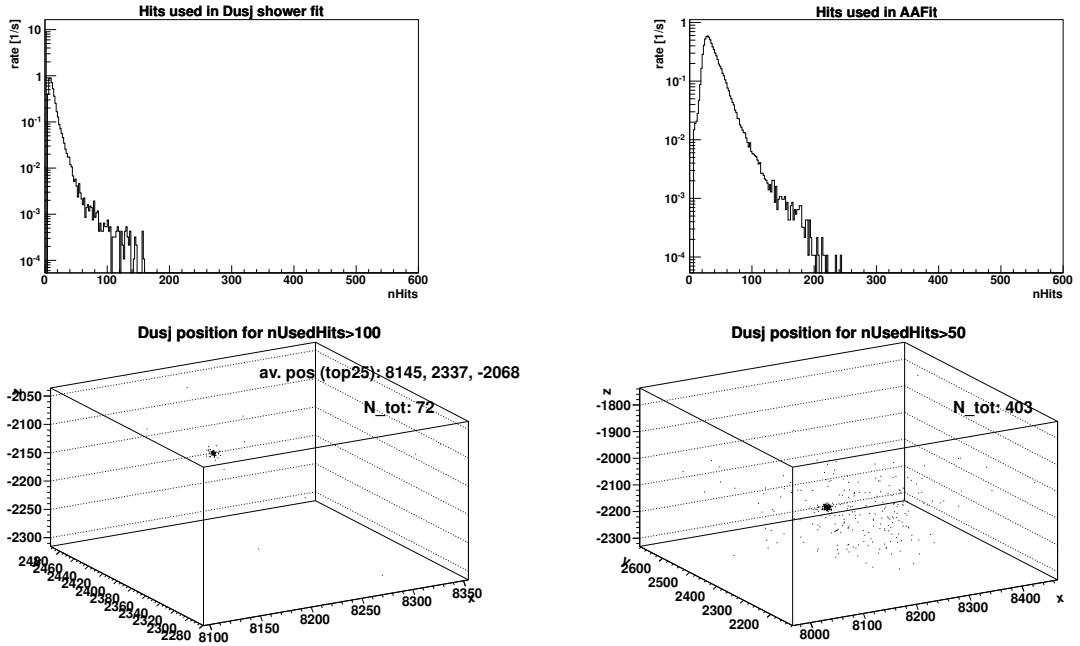 Hits used in Dusj shower fit
rate [1/s]
10
1
10^-1
10^-2
10^-3
10^-4
0 100 200 300 400 500 600
nHits
Hits used in AAFit
rate [1/s]
1
10^-1
10^-2
10^-3
10^-4
0 100 200 300 400 500 600
nHits
Dusj position for nUsedHits>100
av. pos (top25): 8145, 2337, -2068
N_tot: 72
z
-2050
-2100
-2150
-2200
-2250
-2300
2480 2460 2440 2420 2400 2380 2360 2340 2320 2300 2280
8100 8150 8200 8250 8300 8350
x
Dusj position for nUsedHits>50
N_tot: 403
z
-1800
-1900
-2000
-2100
-2200
-2300
y
2600 2500 2400 2300 2200
8000 8100 8200 8300 8400
x